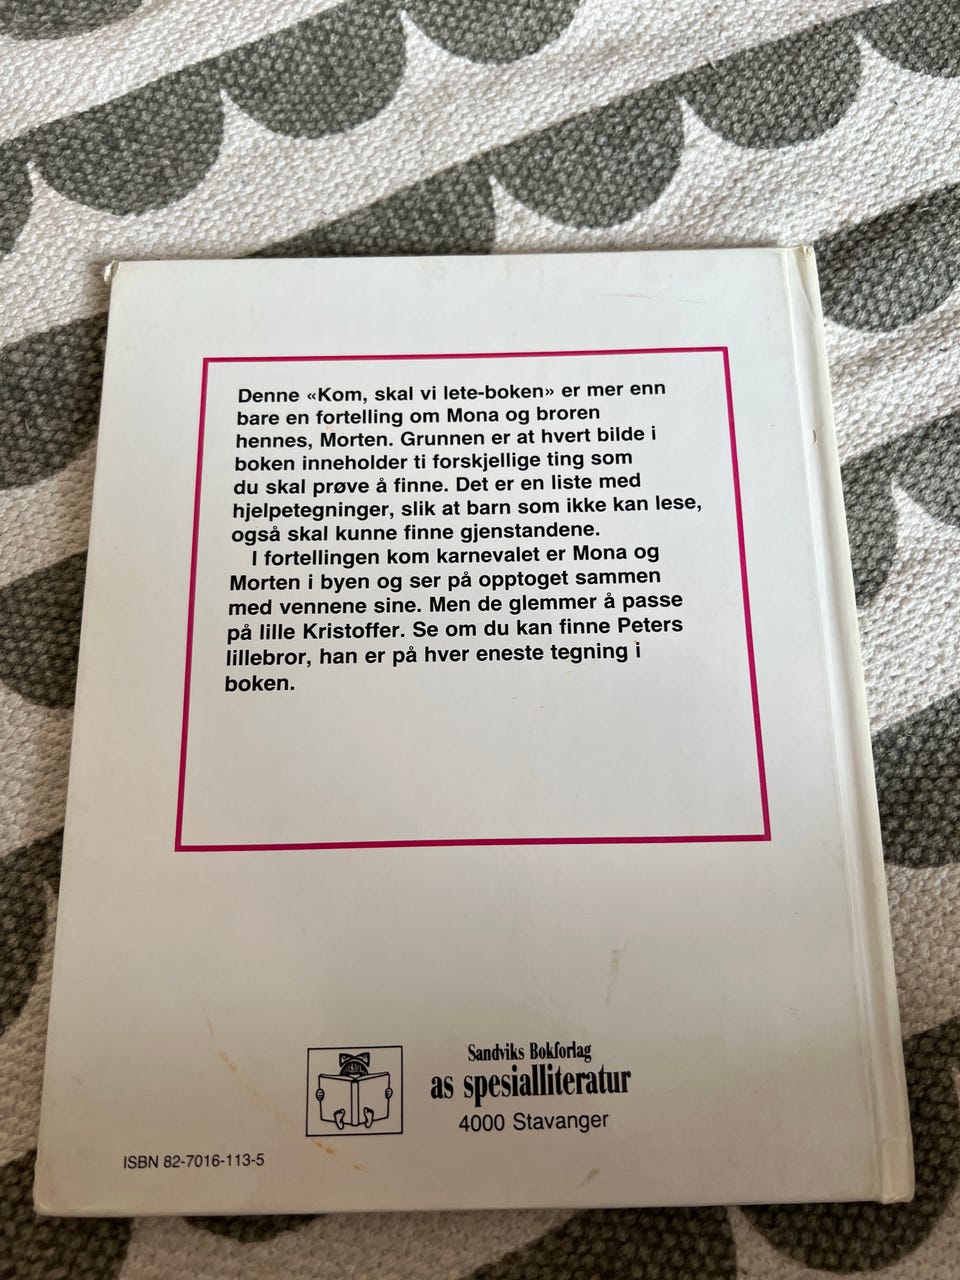 Denne «Kom, skal vi lete-boken» er mer enn
bare en fortelling om Mona og broren
hennes, Morten. Grunnen er at hvert bilde i
boken inneholder ti forskjellige ting som
du skal prøve å finne. Det er en liste med
hjelpetegninger, slik at barn som ikke kan lese,
også skal kunne finne gjenstandene.
I fortellingen kom karnevalet er Mona og
Morten i byen og ser på opptoget sammen
med vennene sine. Men de glemmer å passe
på lille Kristoffer. Se om du kan finne Peters
lillebror, han er på hver eneste tegning i
boken.
Sandviks Bokforlag
as spesialliteratur
4000 Stavanger
ISBN 82-7016-113-5